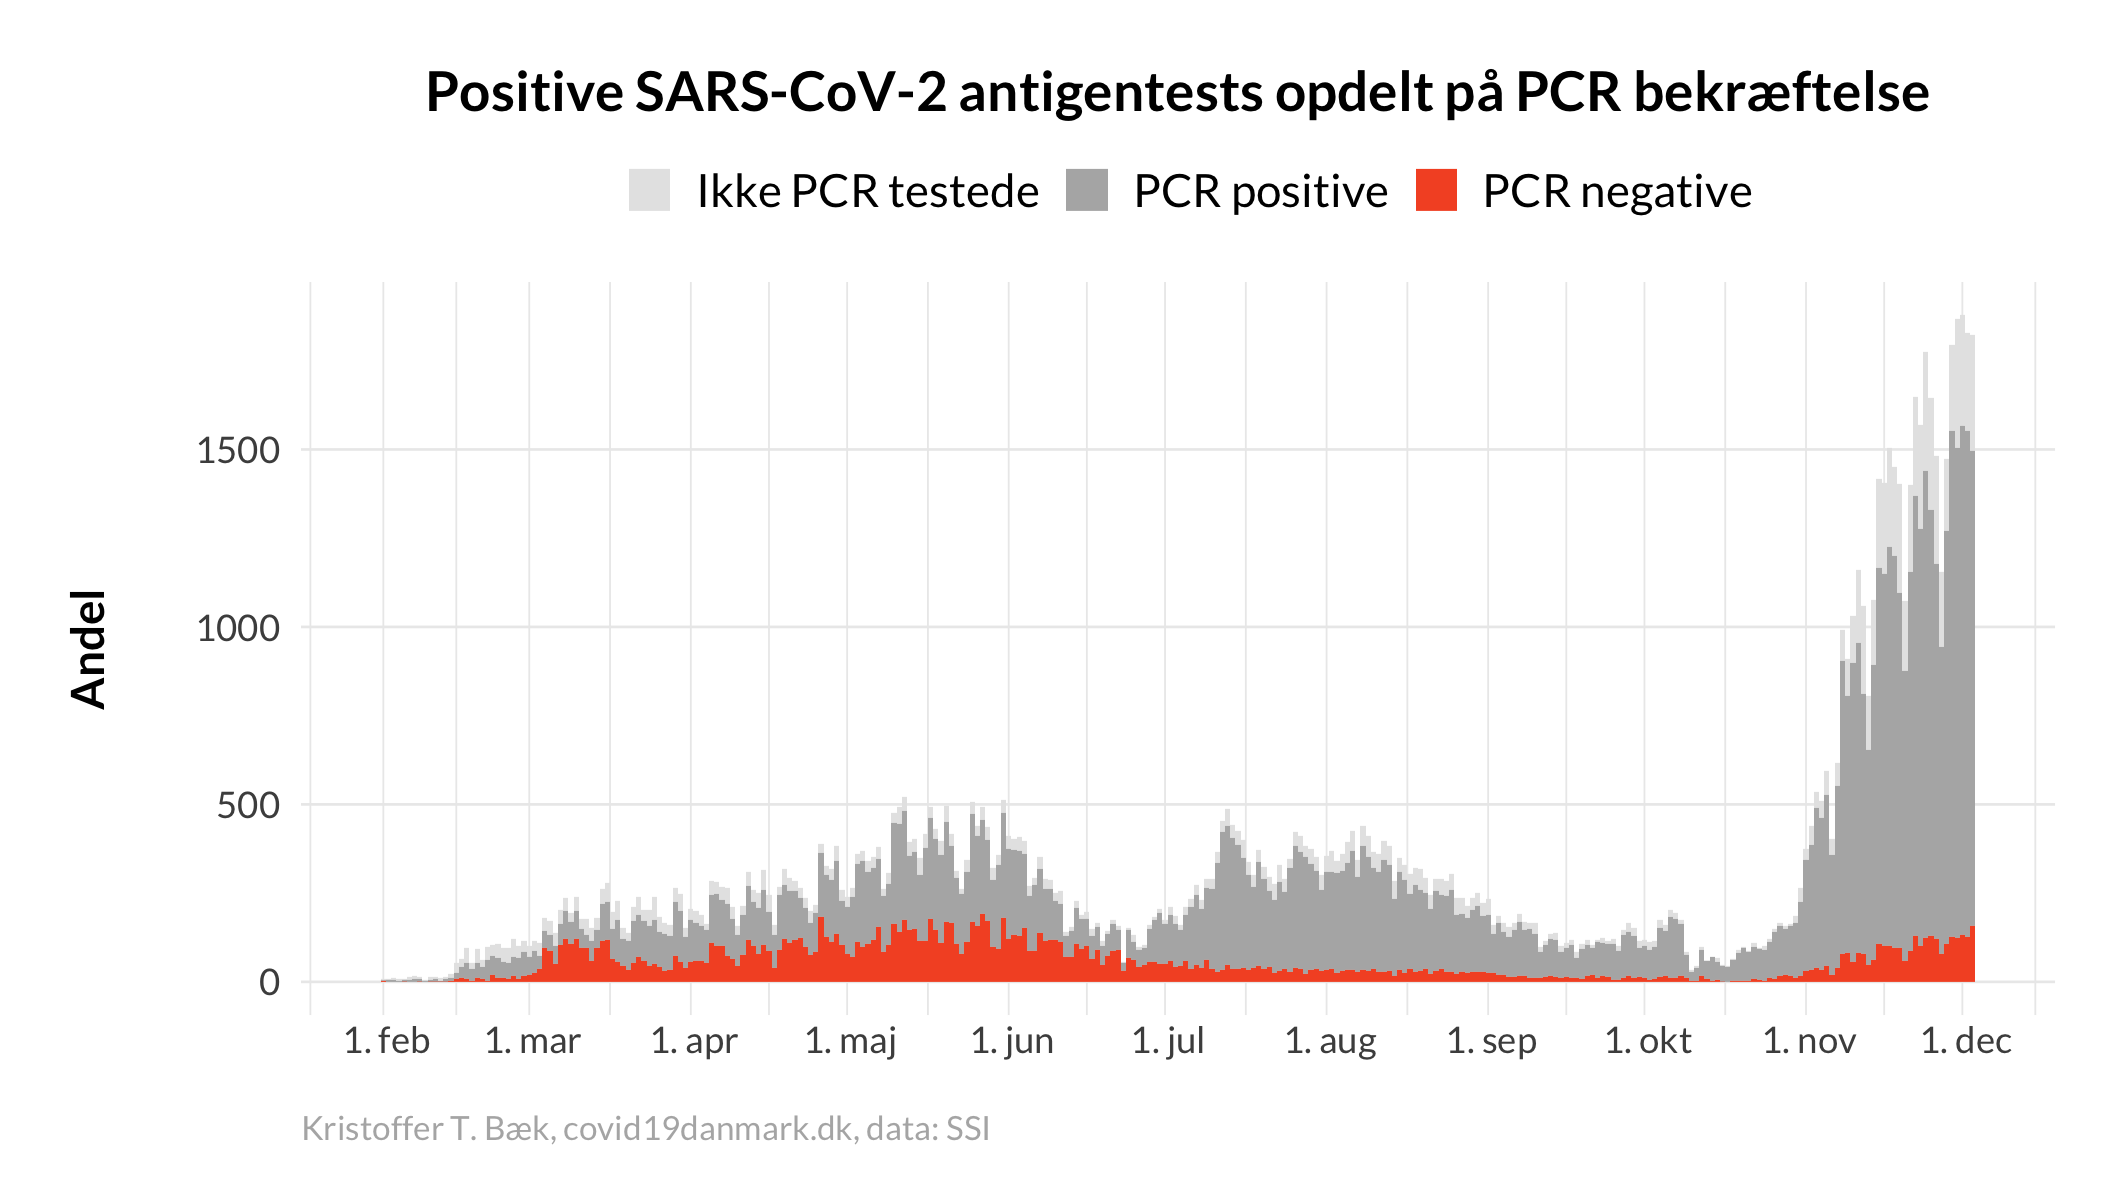 Positive SARS-CoV-2 antigentests opdelt på PCR bekræftelse
Ikke PCR testede PCR positive PCR negative
Andel
1500
1000
500
0
1. feb 1. mar 1. apr 1. maj 1. jun 1. jul 1. aug 1. sep 1. okt 1. nov 1. dec
Kristoffer T. Bæk, covid19danmark.dk, data: SSI